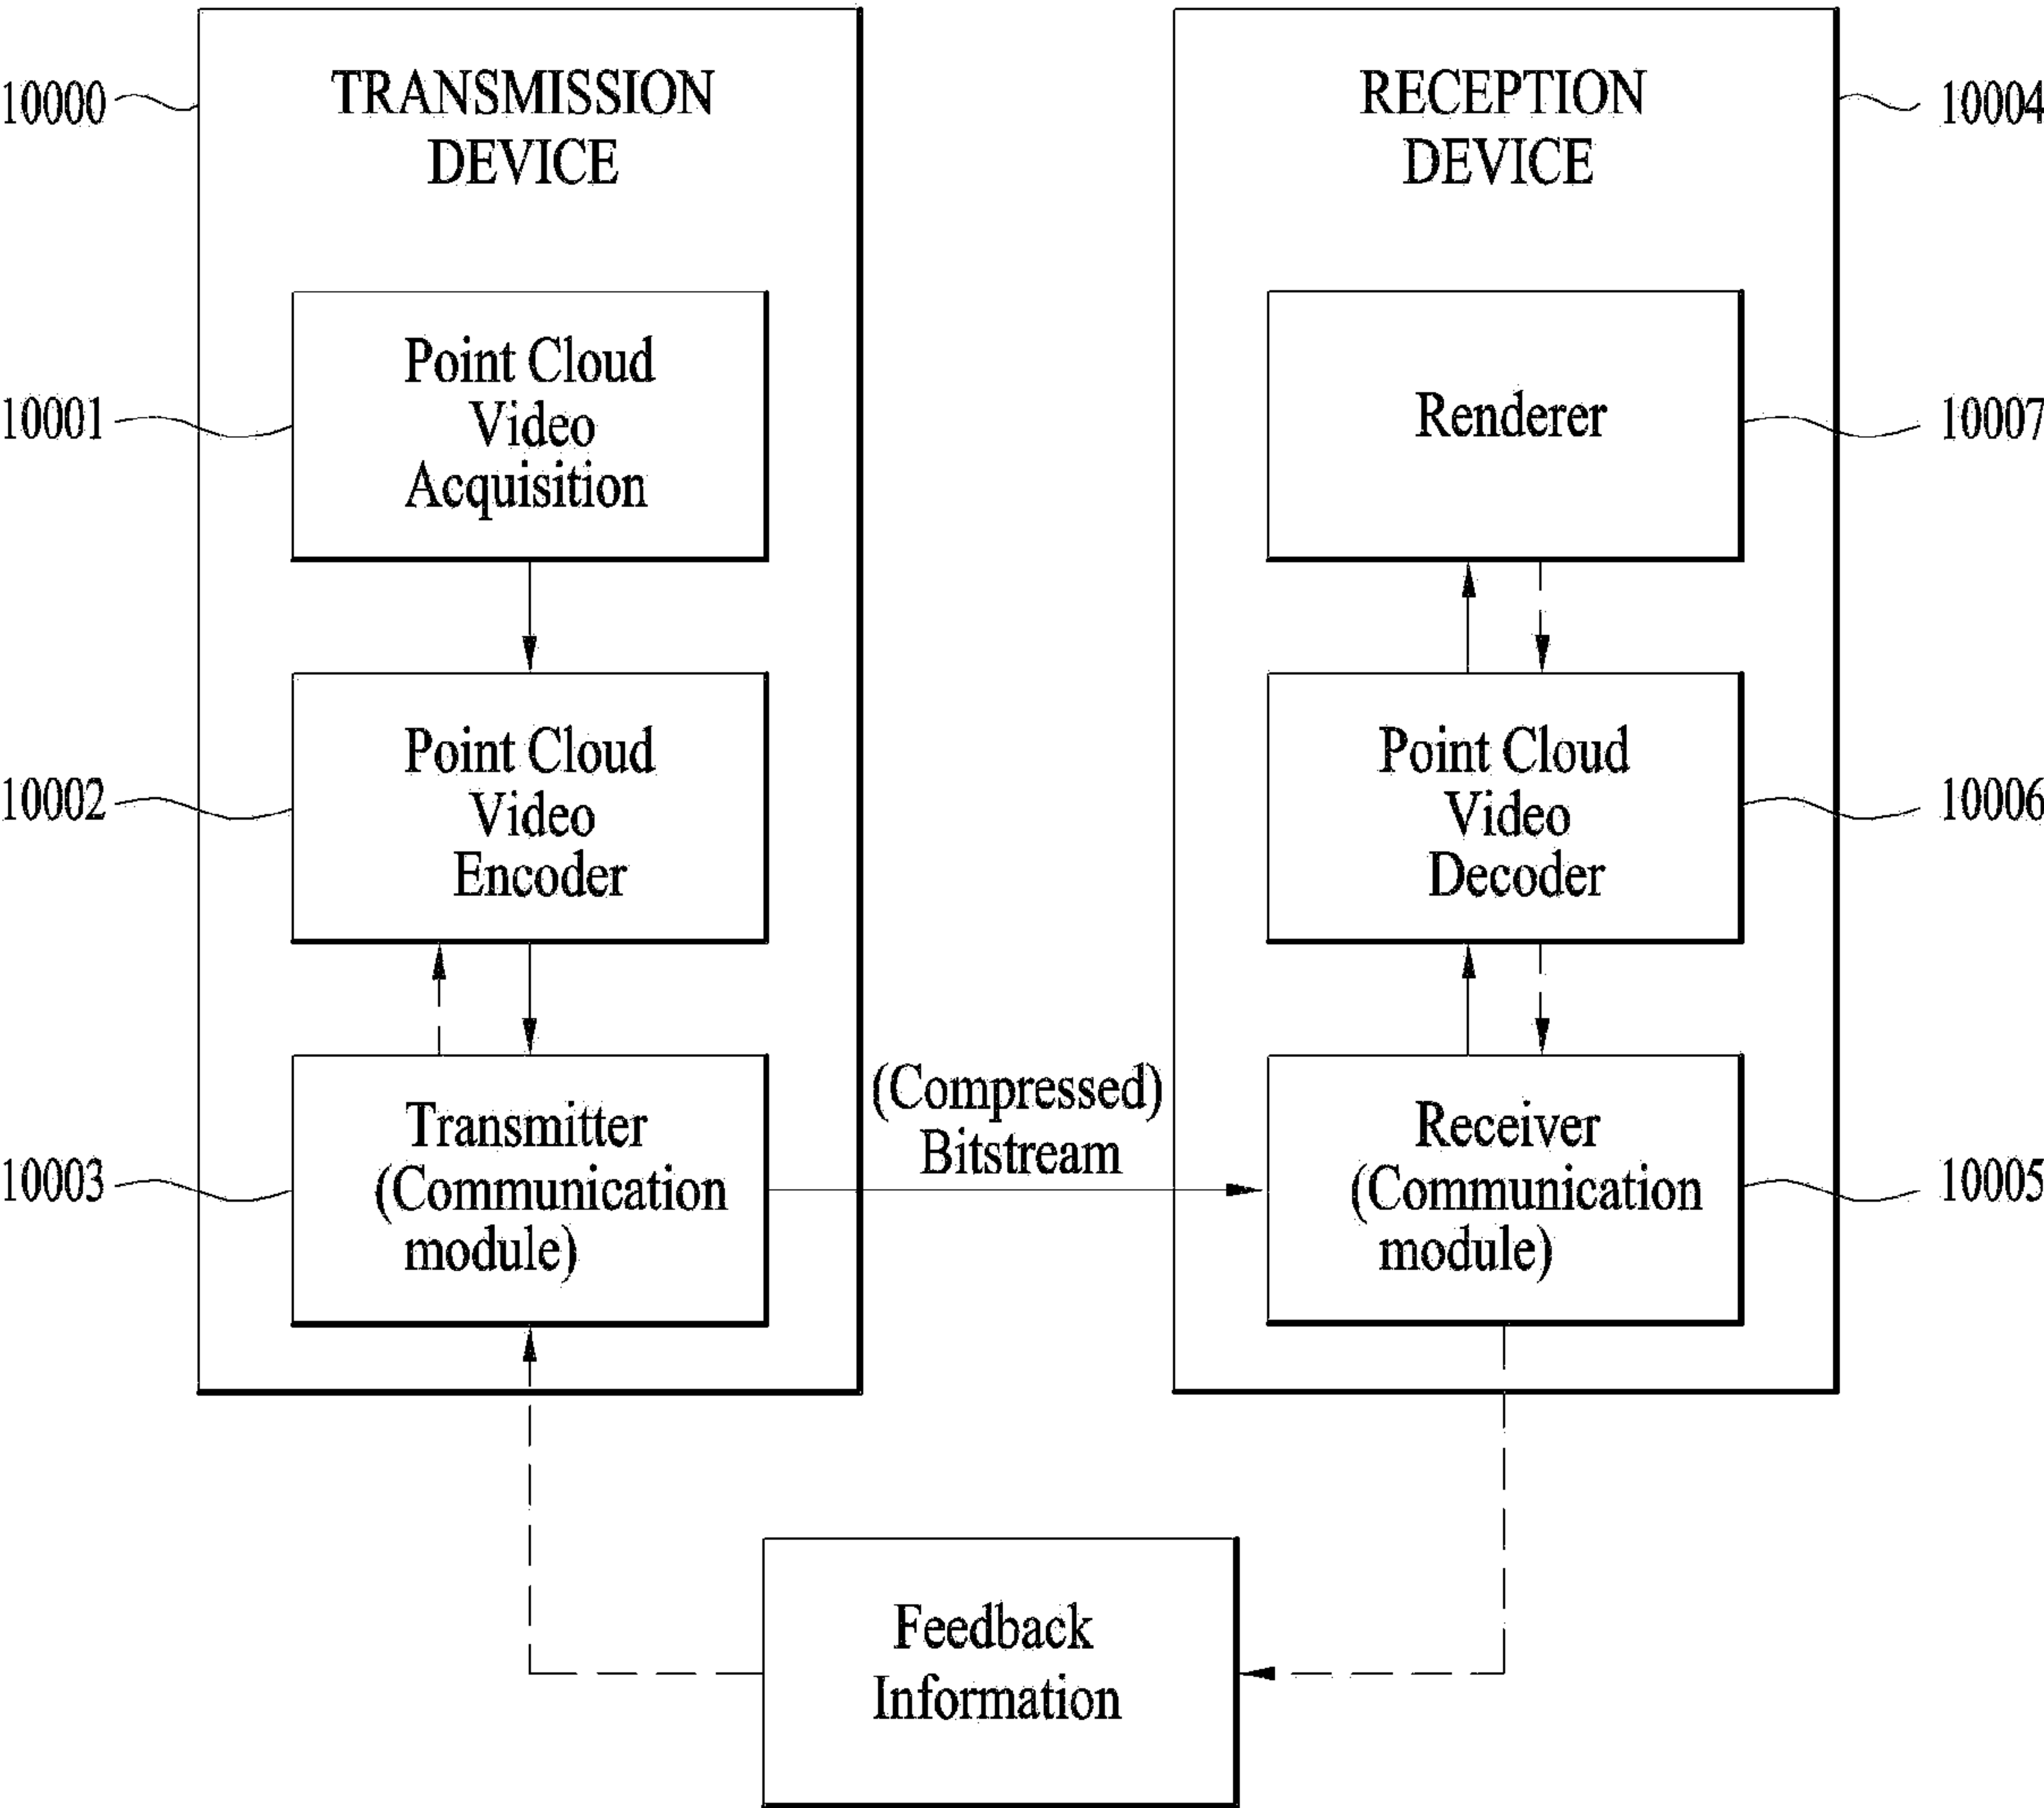 TRANSMISSION
DEVICE
10000
Point Cloud
Video
Acquisition
10001
Point Cloud
Video
Encoder
10002
Transmitter
(Communication
module)
10003
(Compressed)
Bitstream
RECEPTION
DEVICE
10004
Renderer
10007
Point Cloud
Video
Decoder
10006
Receiver
(Communication
module)
10005
Feedback
Information